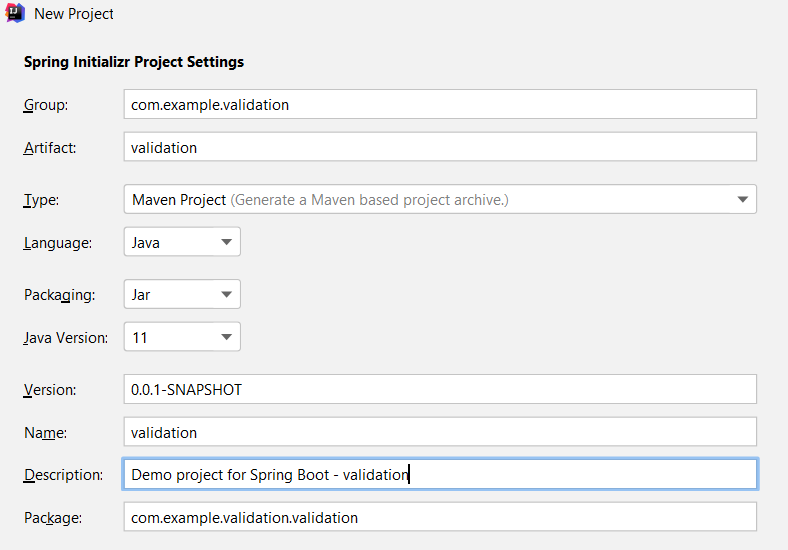 New Project
Spring Initializr Project Settings
Group: com.example.validation
Artifact: validation
Type: Maven Project (Generate a Maven based project archive.)
Language: Java
Packaging: Jar
Java Version: 11
Version: 0.0.1-SNAPSHOT
Name: validation
Description: Demo project for Spring Boot - validation
Package: com.example.validation.validation